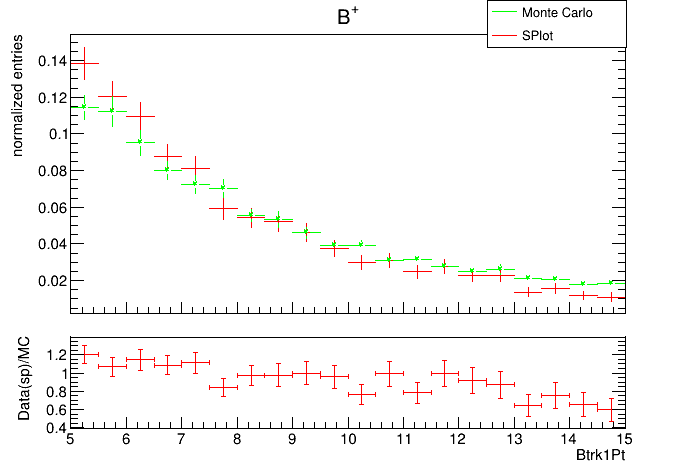 B+
Monte Carlo
SPlot
normalized entries
0.14
0.12
0.1
0.08
0.06
0.04
0.02
Data(sp)/MC
1.2
1
0.8
0.6
0.4
5 6 7 8 9 10 11 12 13 14 15
Btrk1Pt